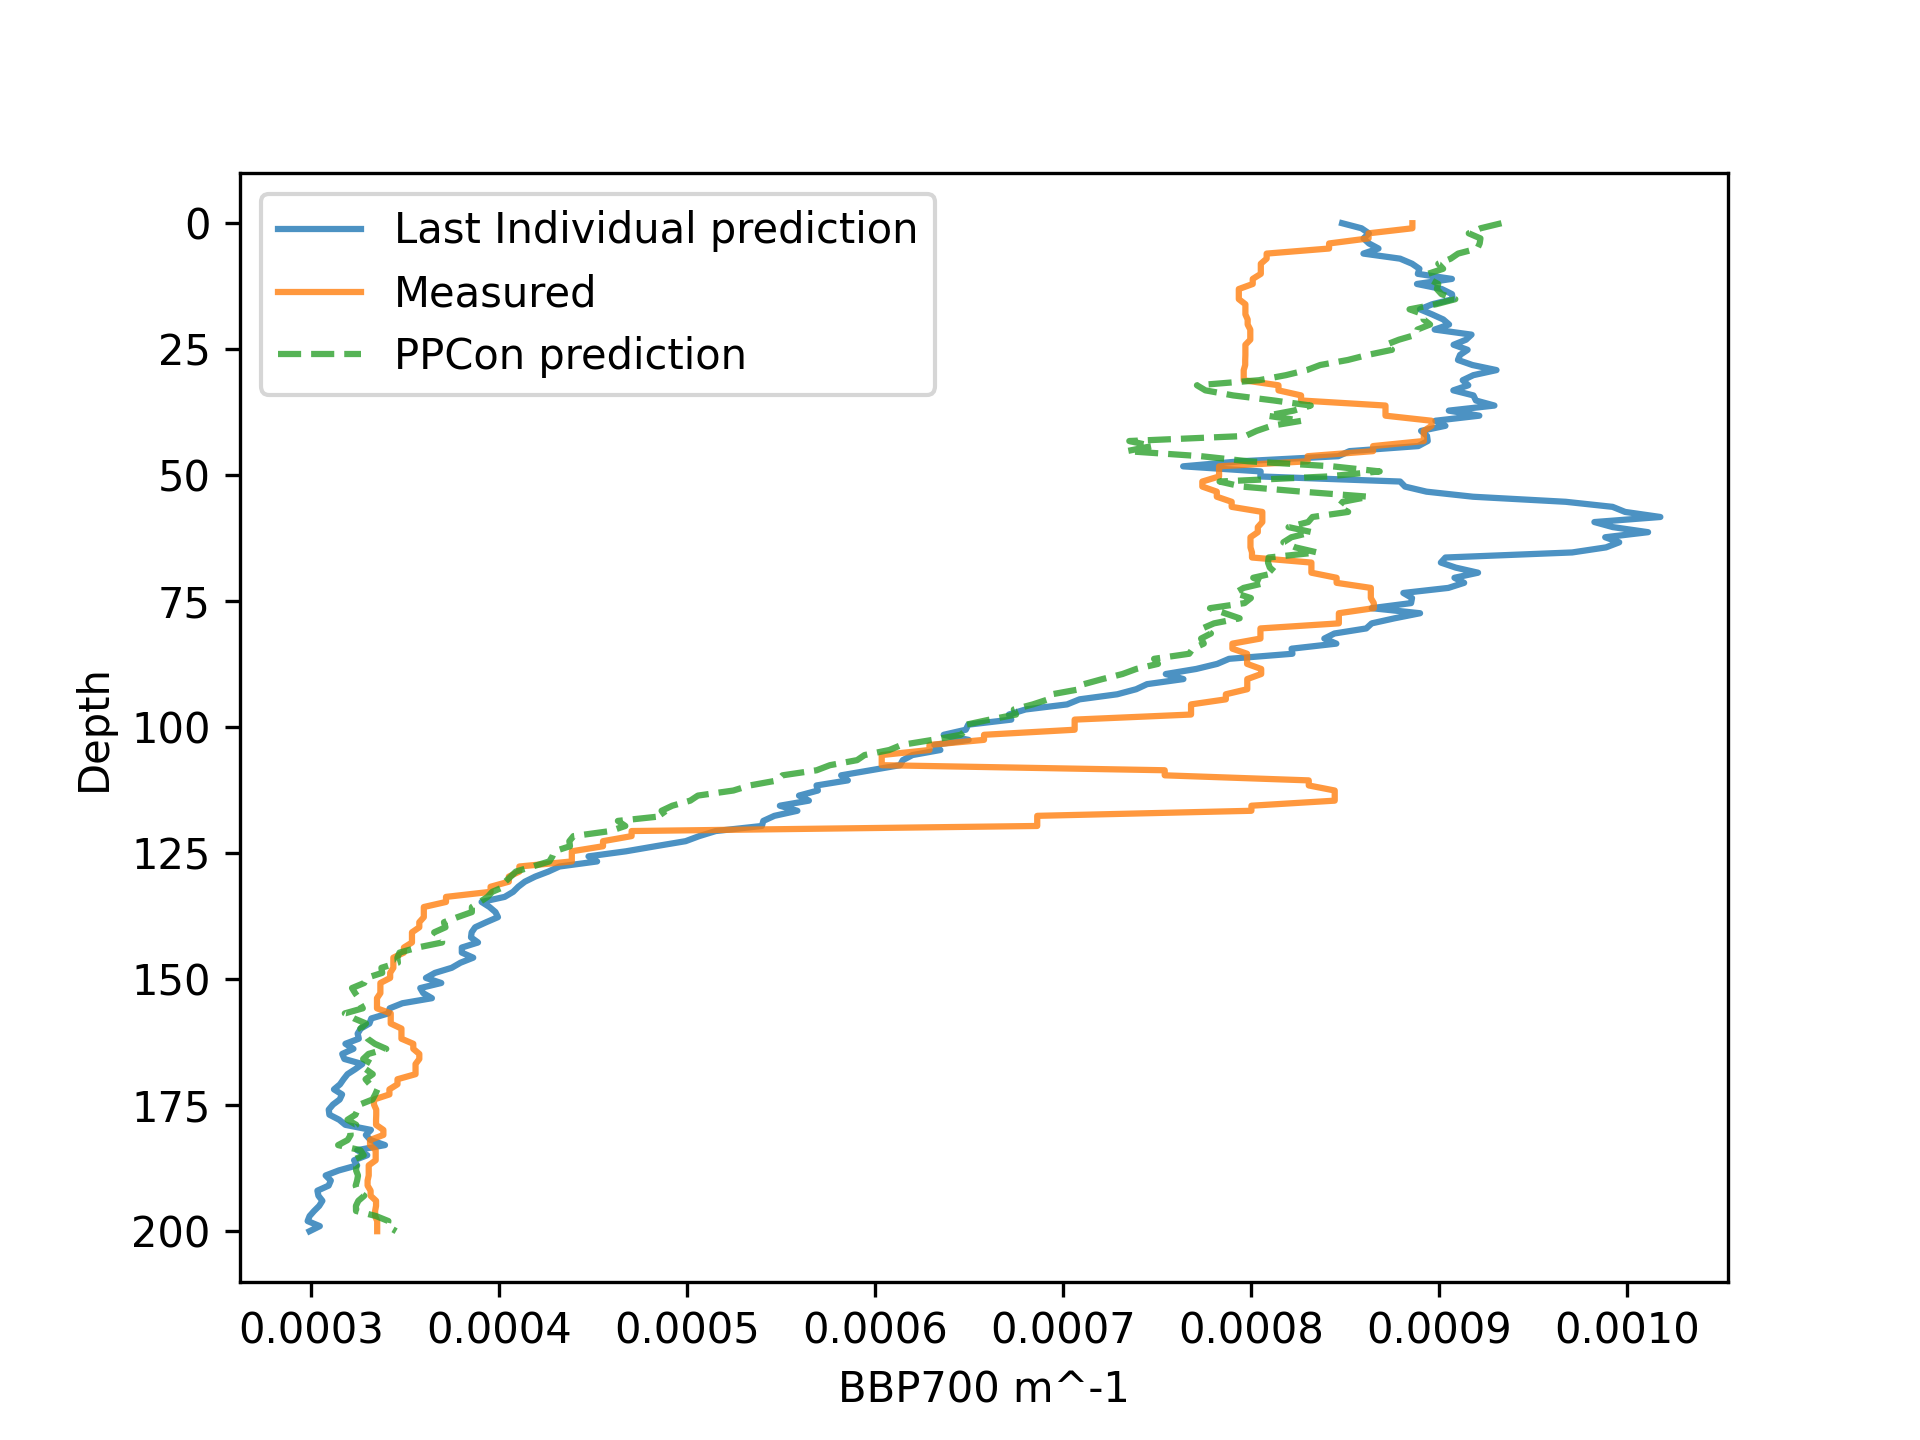 Last Individual prediction
Measured
PPCon prediction
0
25
50
75
100
125
150
175
200
Depth
0.0003 0.0004 0.0005 0.0006 0.0007 0.0008 0.0009 0.0010
BBP700 m^-1